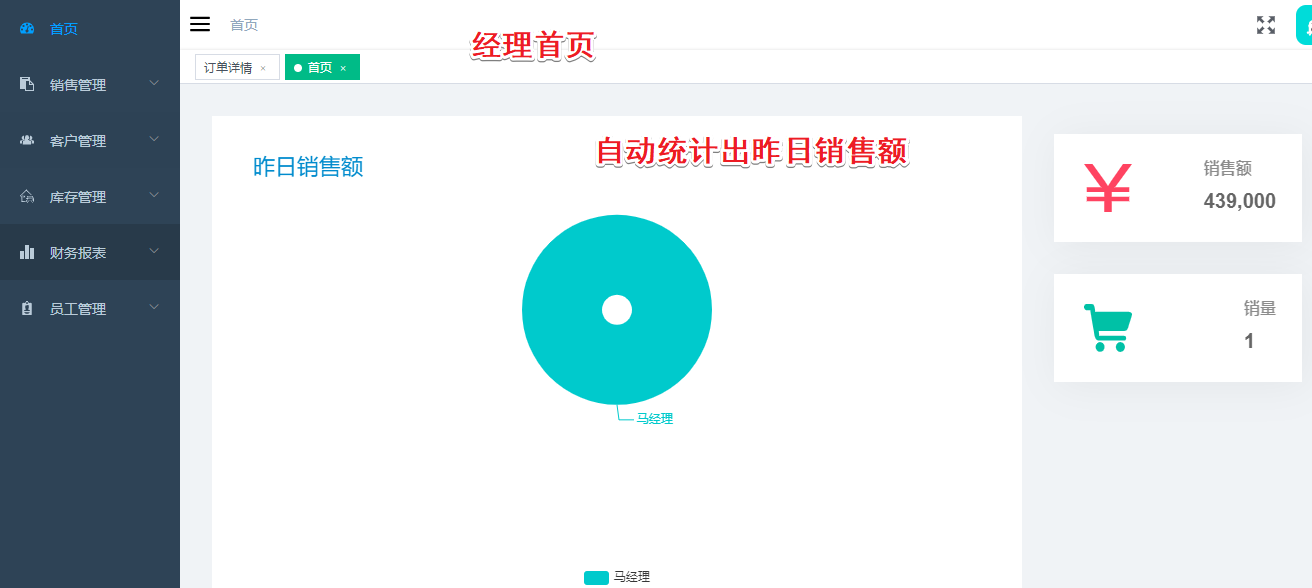 首页
销售管理
客户管理
库存管理
财务报表
员工管理
首页
经理首页
订单详情 ×
首页 ×
昨日销售额
自动统计出昨日销售额
马经理
马经理
¥
销售额
439,000
销量
1